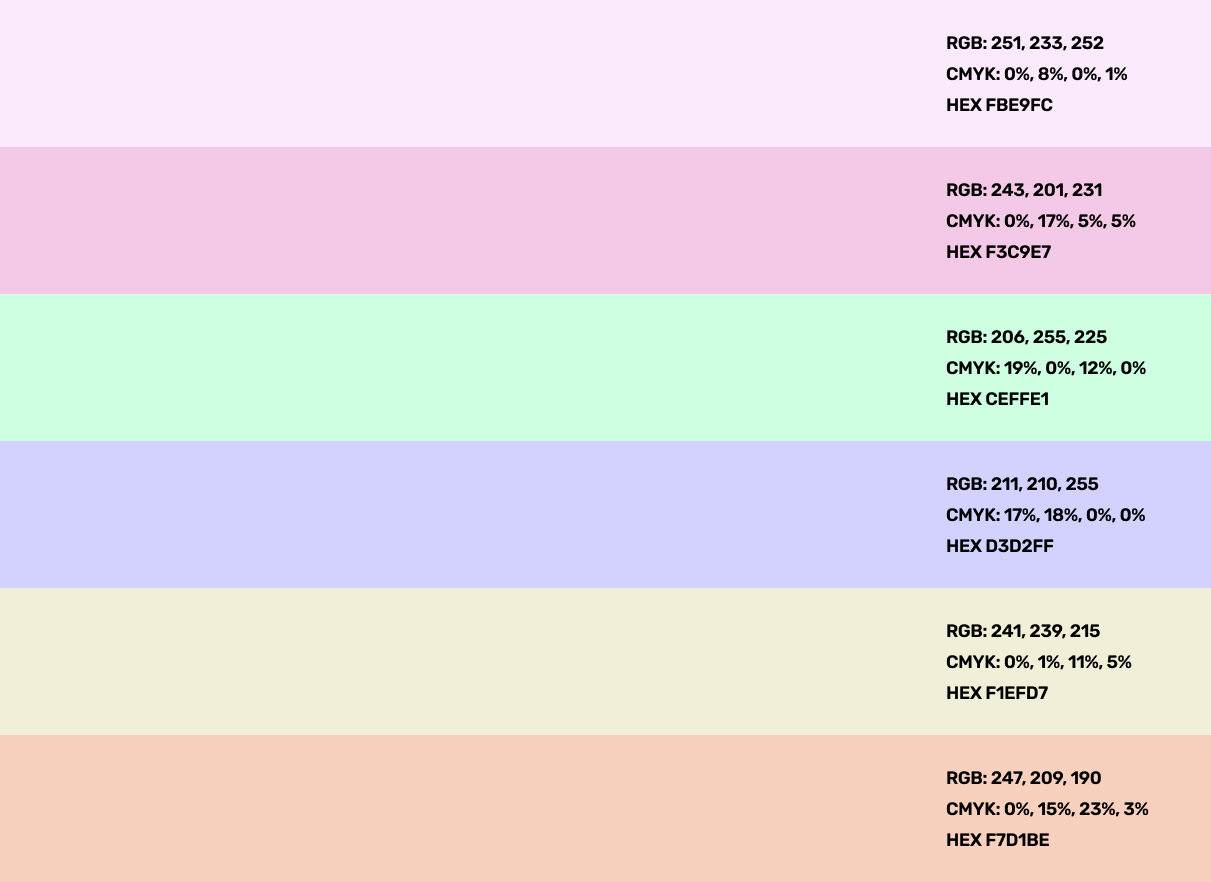 RGB: 251, 233, 252
CMYK: 0%, 8%, 0%, 1%
HEX FBE9FC
RGB: 243, 201, 231
CMYK: 0%, 17%, 5%, 5%
HEX F3C9E7
RGB: 206, 255, 225
CMYK: 19%, 0%, 12%, 0%
HEX CEFFE1
RGB: 211, 210, 255
CMYK: 17%, 18%, 0%, 0%
HEX D3D2FF
RGB: 241, 239, 215
CMYK: 0%, 1%, 11%, 5%
HEX F1EFD7
RGB: 247, 209, 190
CMYK: 0%, 15%, 23%, 3%
HEX F7D1BE